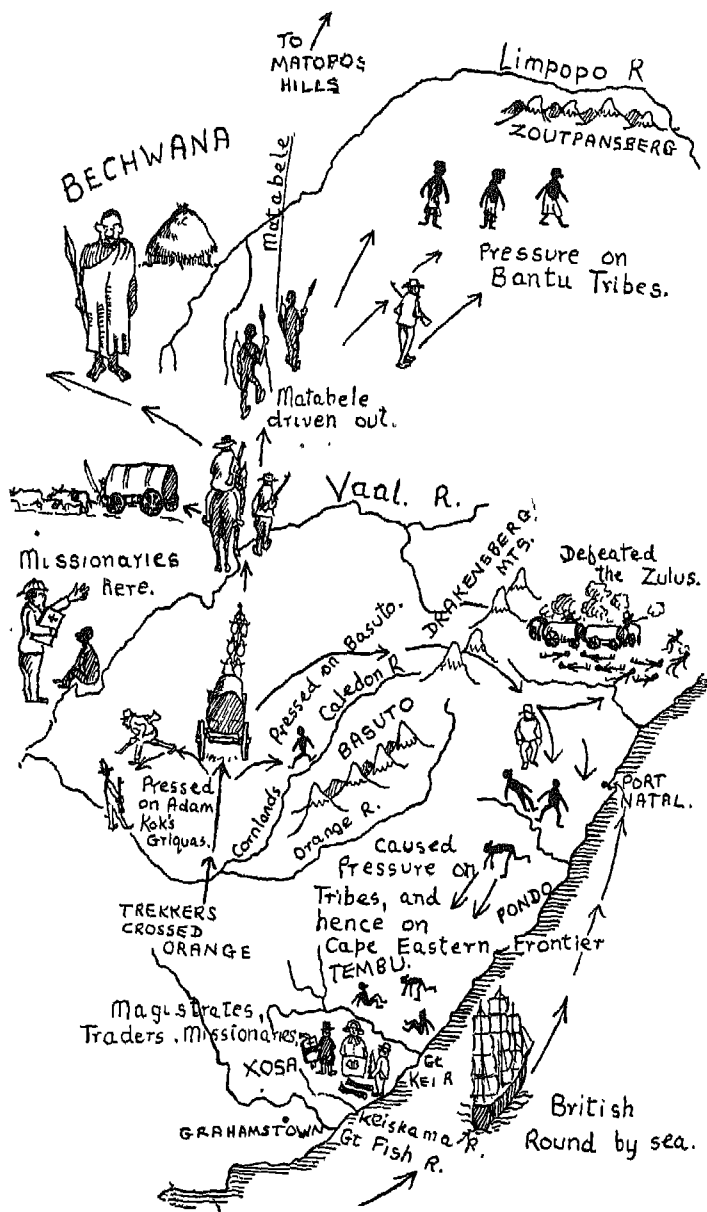 TO
MATOPOS
HILLS
Limpopo R
ZOUTPANSBERG
BECHWANA
Matabele
Pressure on
Bantu Tribes.
Matabele
driven out.
Vaal. R.
Missionaries
here.
DRAKENSBERG
MTS.
Defeated
the Zulus.
Pressed on Basuto.
Caledon R
BASUTO
Cornlands
Orange R.
Pressed
on Adam
Kok's
Griquas.
PORT
NATAL.
TREKKERS
CROSSED
ORANGE
Caused
Pressure on
Tribes, and
hence on
Cape Eastern Frontier
PONDO
TEMBU.
Magistrates,
Traders, Missionaries,
XOSA
Gt
KEI R
GRAHAMSTOWN
Keiskama R.
Gt Fish R.
British
Round by sea.